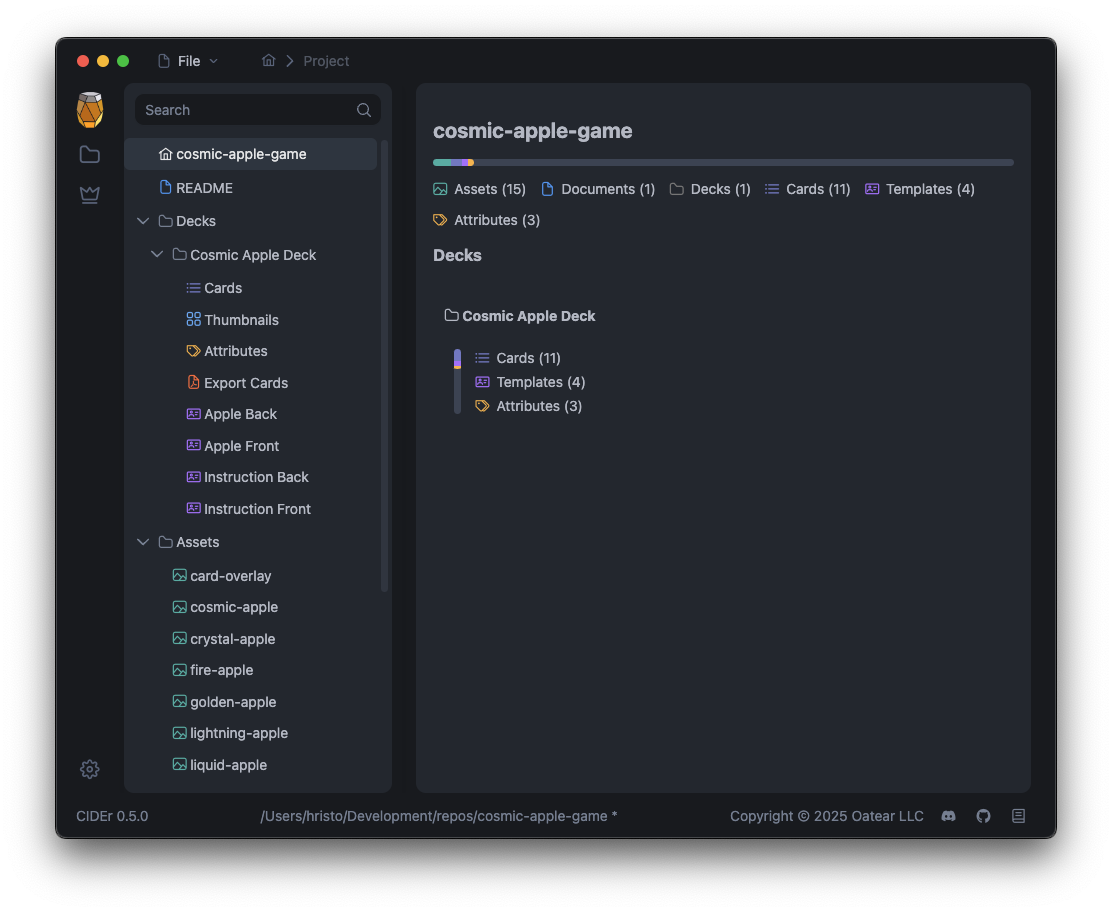 File
Project
Search
cosmic-apple-game
README
Decks
Cosmic Apple Deck
Cards
Thumbnails
Attributes
Export Cards
Apple Back
Apple Front
Instruction Back
Instruction Front
Assets
card-overlay
cosmic-apple
crystal-apple
fire-apple
golden-apple
lightning-apple
liquid-apple
cosmic-apple-game
Assets (15) Documents (1) Decks (1) Cards (11) Templates (4)
Attributes (3)
Decks
Cosmic Apple Deck
Cards (11)
Templates (4)
Attributes (3)
CIDEr 0.5.0
/Users/hristo/Development/repos/cosmic-apple-game *
Copyright © 2025 Oatear LLC